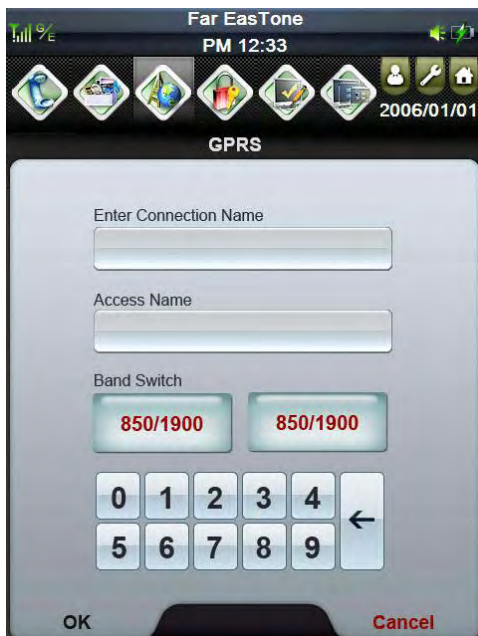 Far EasTone
G/E
PM 12:33
2006/01/01
GPRS
Enter Connection Name
Access Name
Band Switch
850/1900 850/1900
0 1 2 3 4
←
5 6 7 8 9
OK Cancel